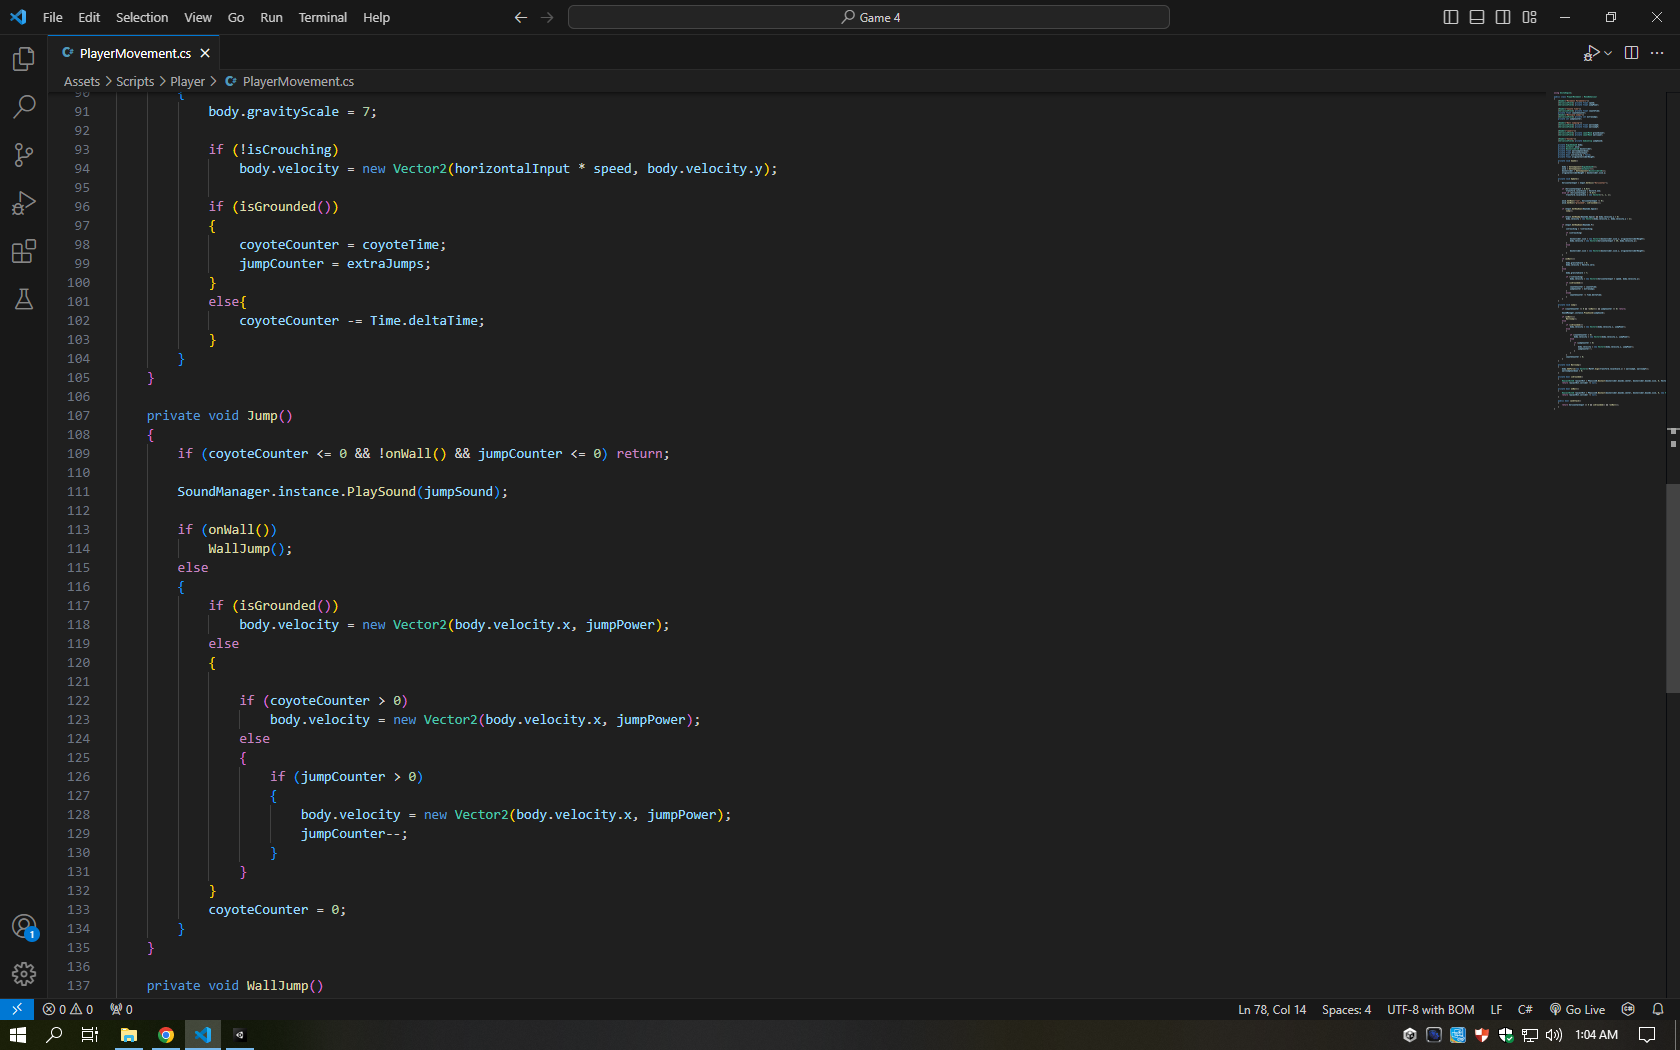 File Edit Selection View Go Run Terminal Help
Game 4
PlayerMovement.cs
Assets > Scripts > Player > PlayerMovement.cs
90 {
91 body.gravityScale = 7;
92
93 if (!isCrouching)
94 body.velocity = new Vector2(horizontalInput * speed, body.velocity.y);
95
96 if (isGrounded())
97 {
98 coyoteCounter = coyoteTime;
99 jumpCounter = extraJumps;
100 }
101 else{
102 coyoteCounter -= Time.deltaTime;
103 }
104 }
105 }
106
107 private void Jump()
108 {
109 if (coyoteCounter <= 0 && !onWall() && jumpCounter <= 0) return;
110
111 SoundManager.instance.PlaySound(jumpSound);
112
113 if (onWall())
114 WallJump();
115 else
116 {
117 if (isGrounded())
118 body.velocity = new Vector2(body.velocity.x, jumpPower);
119 else
120 {
121
122 if (coyoteCounter > 0)
123 body.velocity = new Vector2(body.velocity.x, jumpPower);
124 else
125 {
126 if (jumpCounter > 0)
127 {
128 body.velocity = new Vector2(body.velocity.x, jumpPower);
129 jumpCounter--;
130 }
131 }
132 }
133 coyoteCounter = 0;
134 }
135 }
136
137 private void WallJump()
1
0 0 0 Ln 78, Col 14 Spaces: 4 UTF-8 with BOM LF C# Go Live
1:04 AM